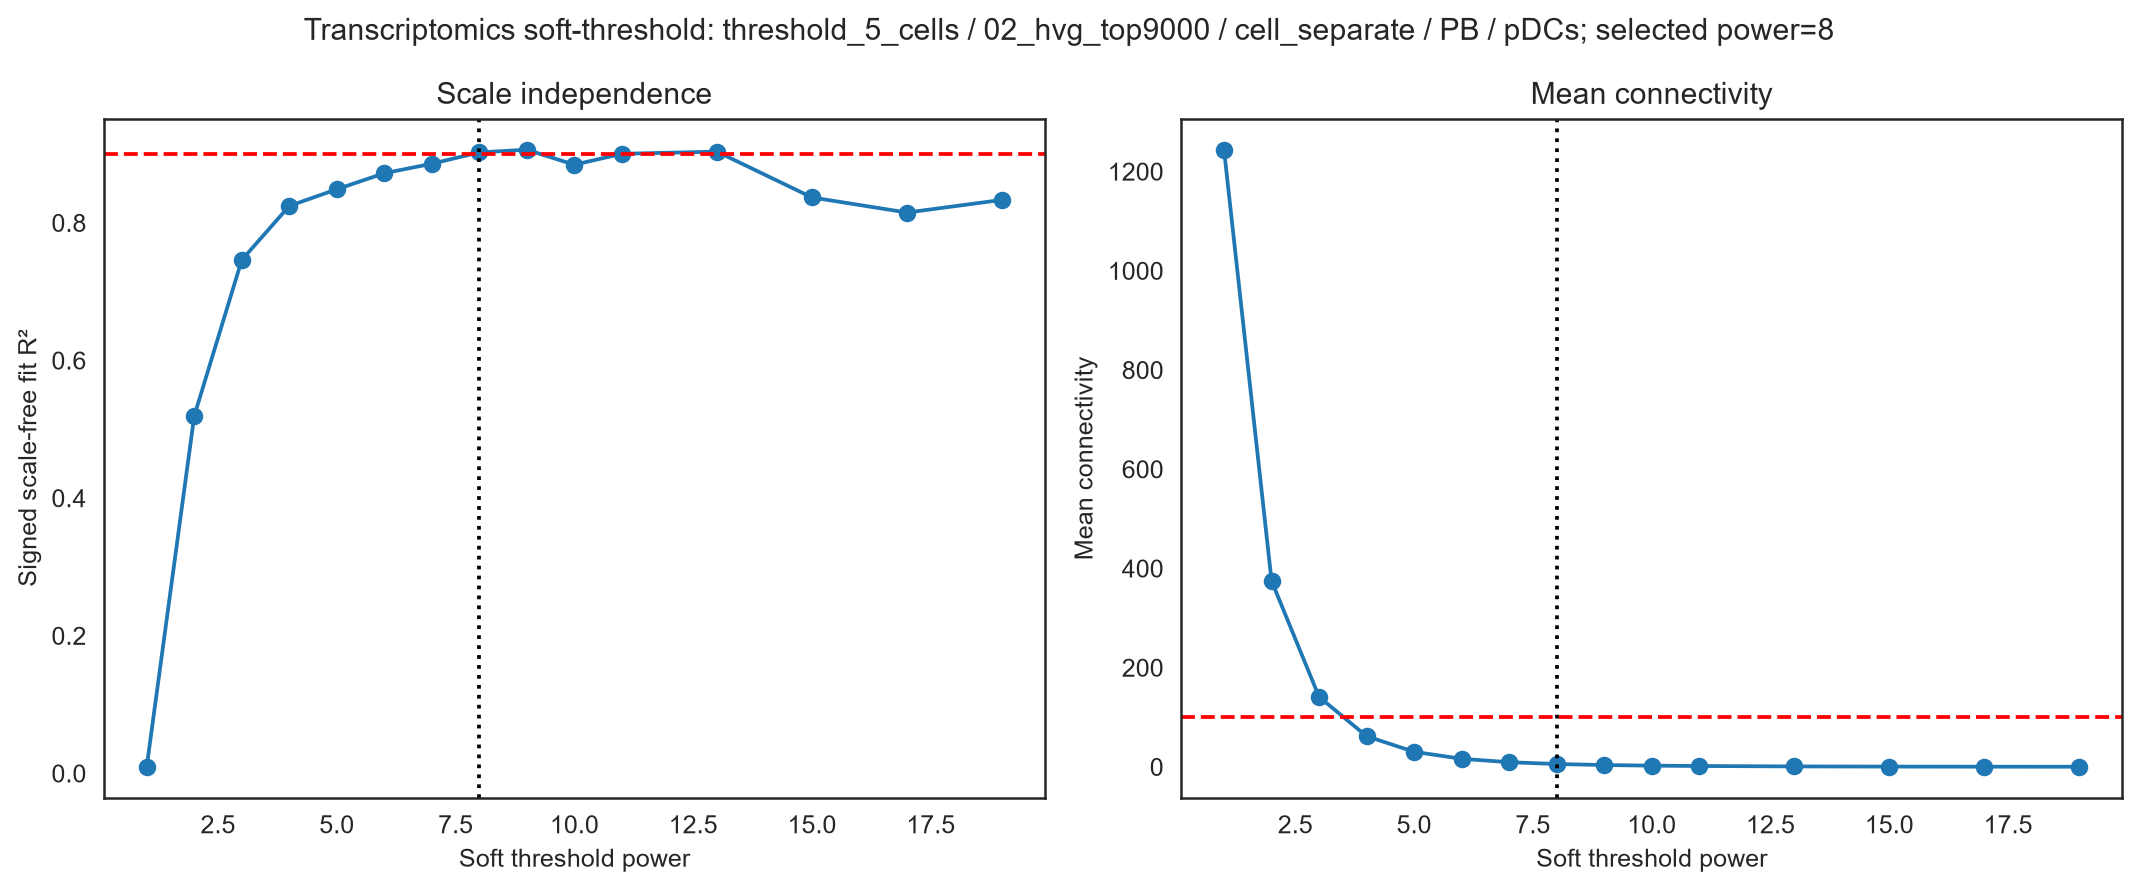 Transcriptomics soft-threshold: threshold_5_cells / 02_hvg_top9000 / cell_separate / PB / pDCs; selected power=8
Scale independence
Signed scale-free fit R²
0.8
0.6
0.4
0.2
0.0
2.5 5.0 7.5 10.0 12.5 15.0 17.5
Soft threshold power
Mean connectivity
Mean connectivity
1200
1000
800
600
400
200
0
2.5 5.0 7.5 10.0 12.5 15.0 17.5
Soft threshold power